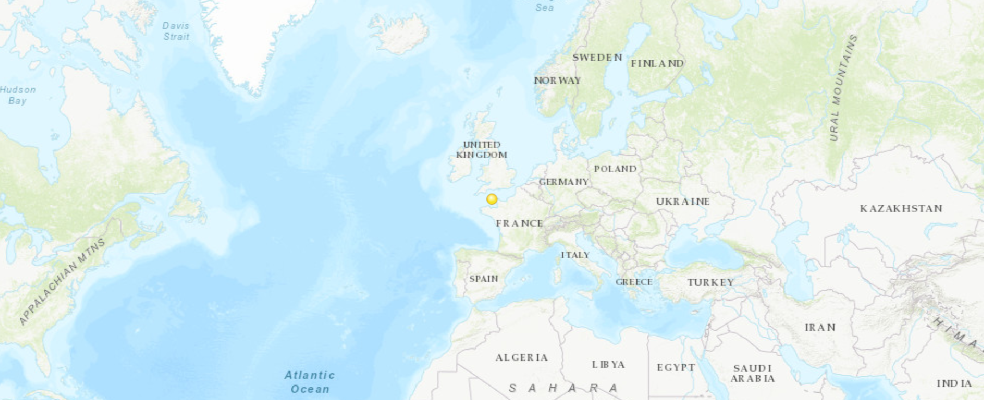 Sea
Davis
Strait
SWEDEN
FINLAND
NORWAY
Hudson
Bay
URAL MOUNTAINS
UNITED
KINGDOM
POLAND
GERMANY
UKRAINE
KAZAKHSTAN
FRANCE
APPALACHIAN MTNS
ITALY
SPAIN
GREECE
TURKEY
IRAN
HIMA
ALGERIA
LIBYA
EGYPT
SAUDI
ARABIA
Atlantic
Ocean
SAHARA
INDIA